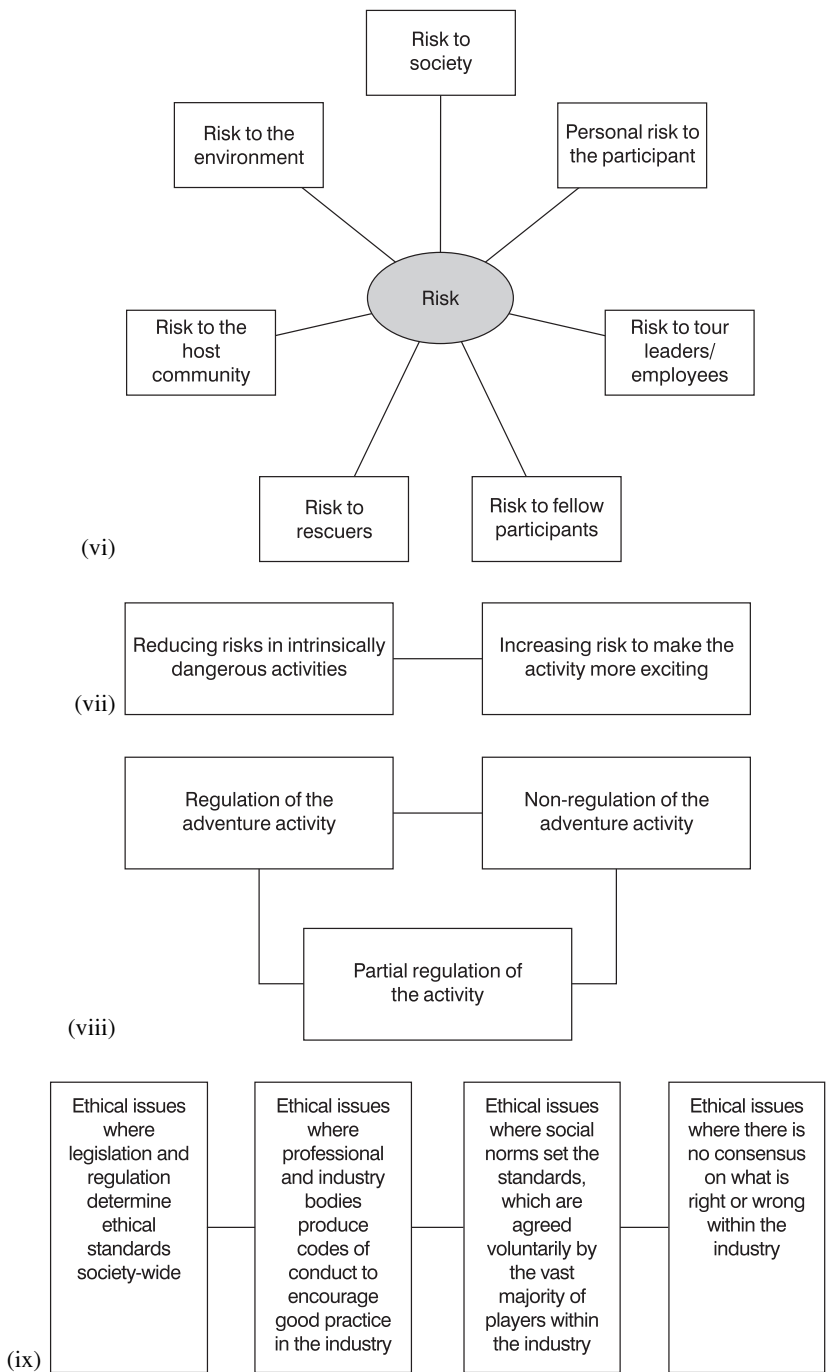 Risk to
society
Risk to the
environment
Personal risk to
the participant
Risk
Risk to the
host
community
Risk to tour
leaders/
employees
Risk to
rescuers
Risk to fellow
participants
(vi)
Reducing risks in intrinsically
dangerous activities
Increasing risk to make the
activity more exciting
(vii)
Regulation of the
adventure activity
Non-regulation of the
adventure activity
Partial regulation of
the activity
(viii)
Ethical issues
where
legislation and
regulation
determine
ethical
standards
society-wide
Ethical issues
where
professional
and industry
bodies
produce
codes of
conduct to
encourage
good practice
in the industry
Ethical issues
where social
norms set the
standards,
which are
agreed
voluntarily by
the vast
majority of
players within
the industry
Ethical issues
where there is
no consensus
on what is
right or wrong
within the
industry
(ix)